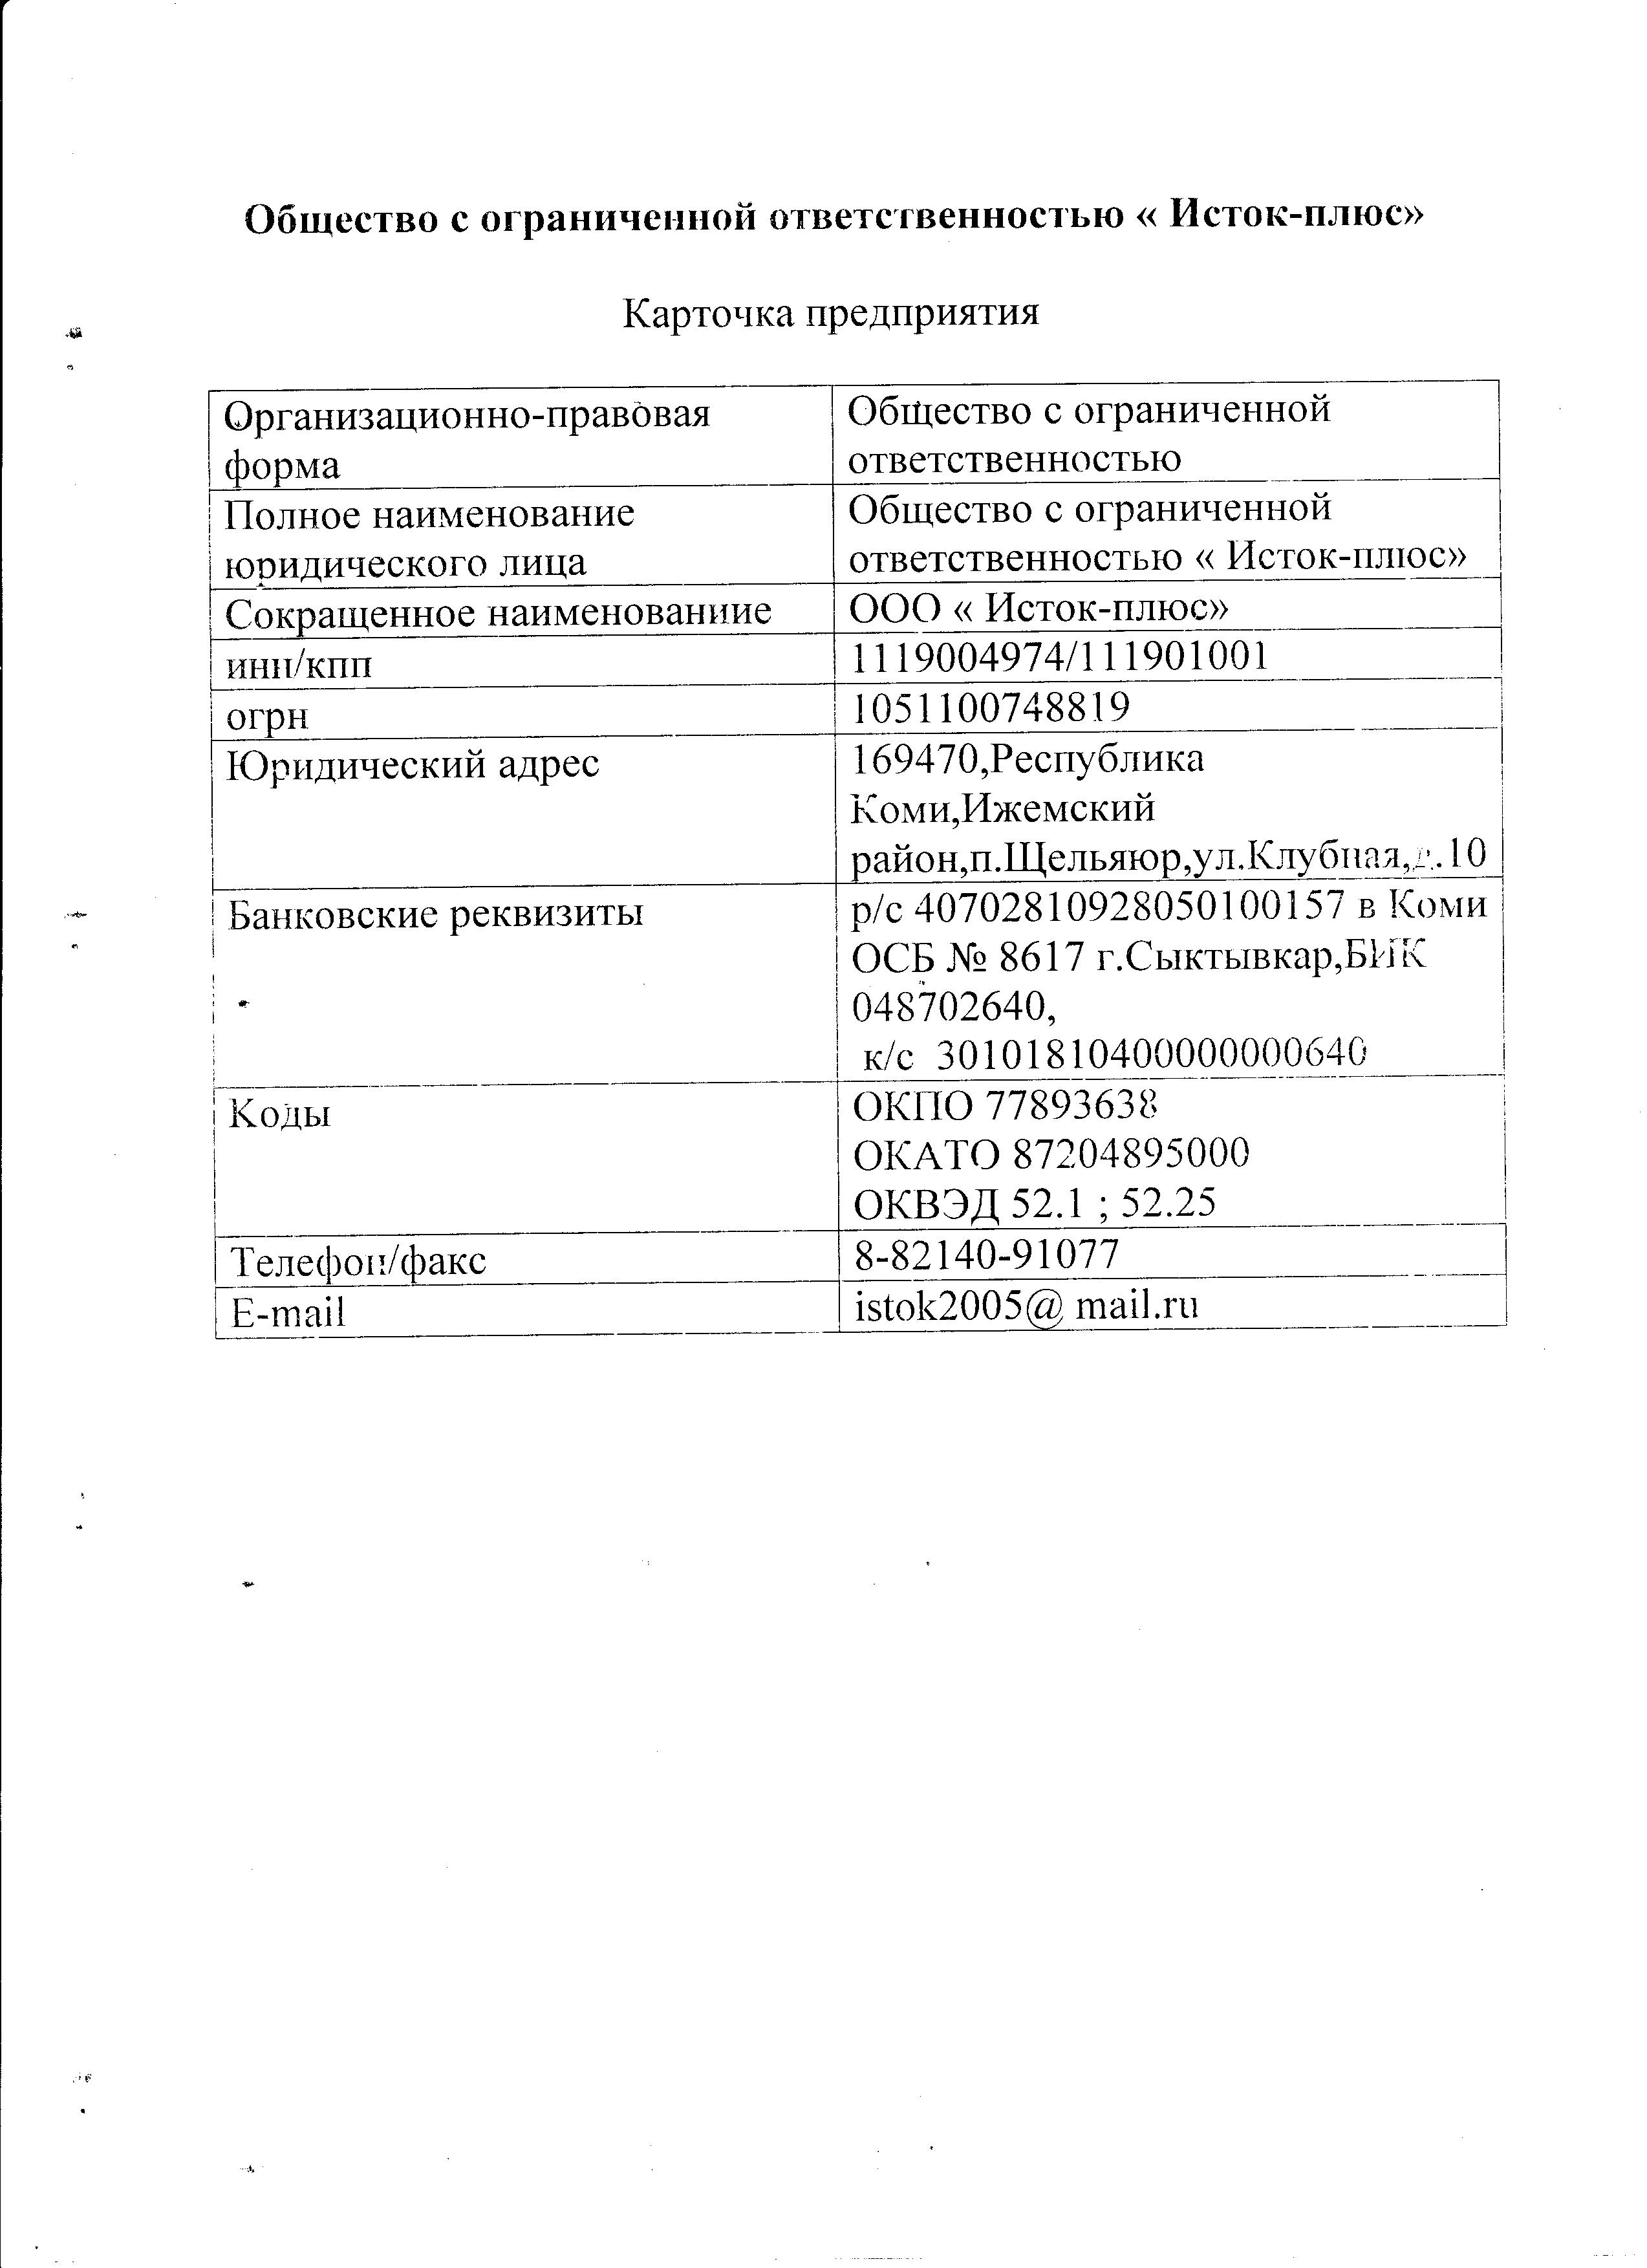 Общество с ограниченной ответственностью « Исток-плюс»
Карточка предприятия
Организационно-правовая
форма
Общество с ограниченной
ответственностью
Полное наименование
юридического лица
Общество с ограниченной
ответственностью « Исток-плюс»
Сокращенное наименованиие
ООО « Исток-плюс»
инн/кпп
1119004974/111901001
огрн
1051100748819
Юридический адрес
169470,Республика
Коми,Ижемский
район,п.Щельяюр,ул.Клубная,д.10
Банковские реквизиты
р/с 40702810928050100157 в Коми
ОСБ № 8617 г.Сыктывкар,БИК
048702640,
к/с 30101810400000000640
Коды
ОКПО 77893638
ОКАТО 87204895000
ОКВЭД 52.1 ; 52.25
Телефон/факс
8-82140-91077
E-mail
istok2005@ mail.ru